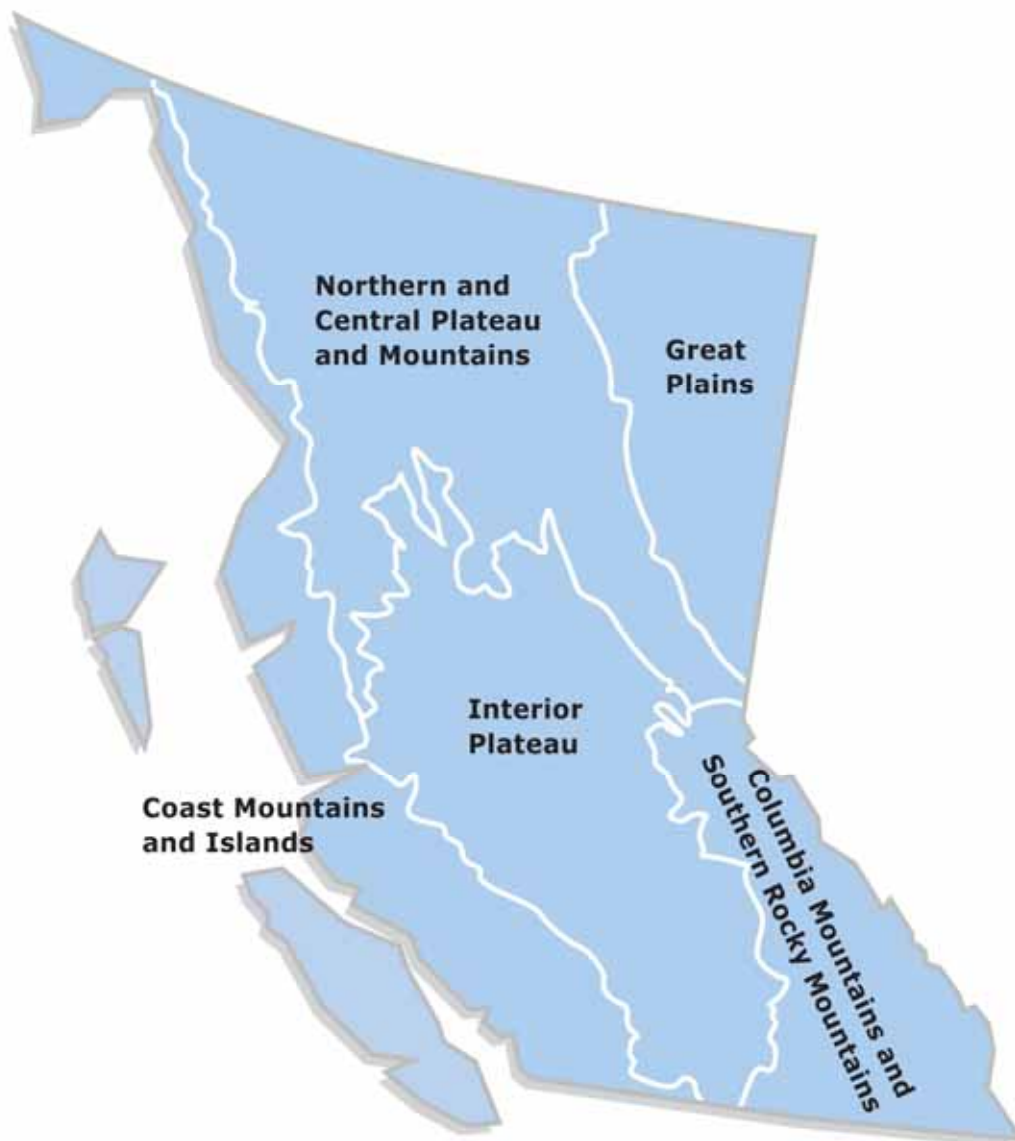 Northern and
Central Plateau
and Mountains
Great
Plains
Interior
Plateau
Coast Mountains
and Islands
Columbia Mountains and
Southern Rocky Mountains